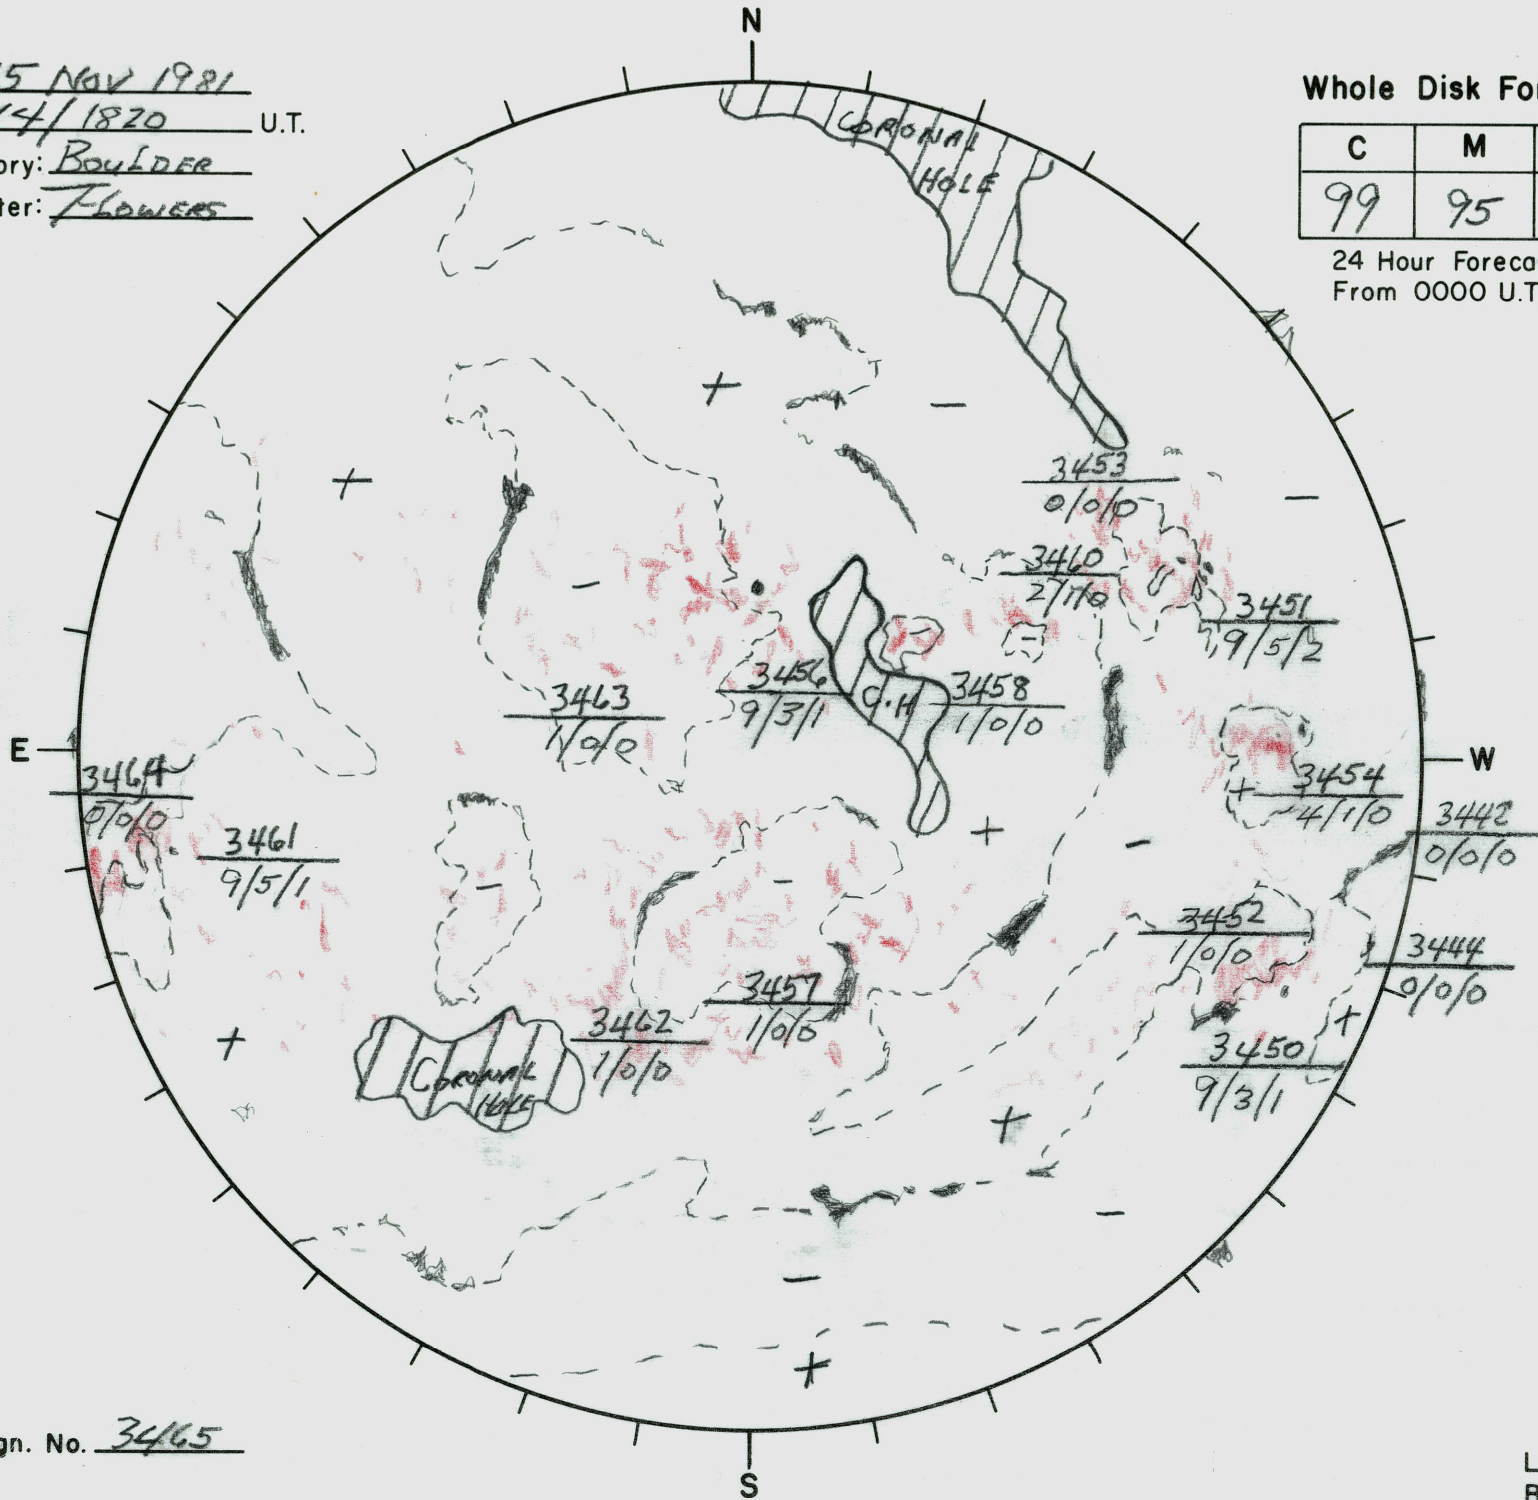 N
5 Nov 1981
14/1820 U.T.
ory: BOULDER
ter: FLOWERS
Whole Disk Fo
C M
99 95
24 Hour Foreca
From 0000 U.T
CORONAL
HOLE
+
-
+
3453
0/0/0
-
3460
2/1/0
-
3451
9/5/2
-
3463
1/0/0
3456
9/3/1
C.H
3458
1/0/0
E
W
3464
0/0/0
+
3454
4/1/0
3442
0/0/0
+
-
3461
9/5/1
-
-
3452
1/0/0
3444
0/0/0
3457
1/0/0
+
3462
1/0/0
+
3450
9/3/1
CORONAL
HOLE
+
-
-
+
gn. No. 3465
S
L
R